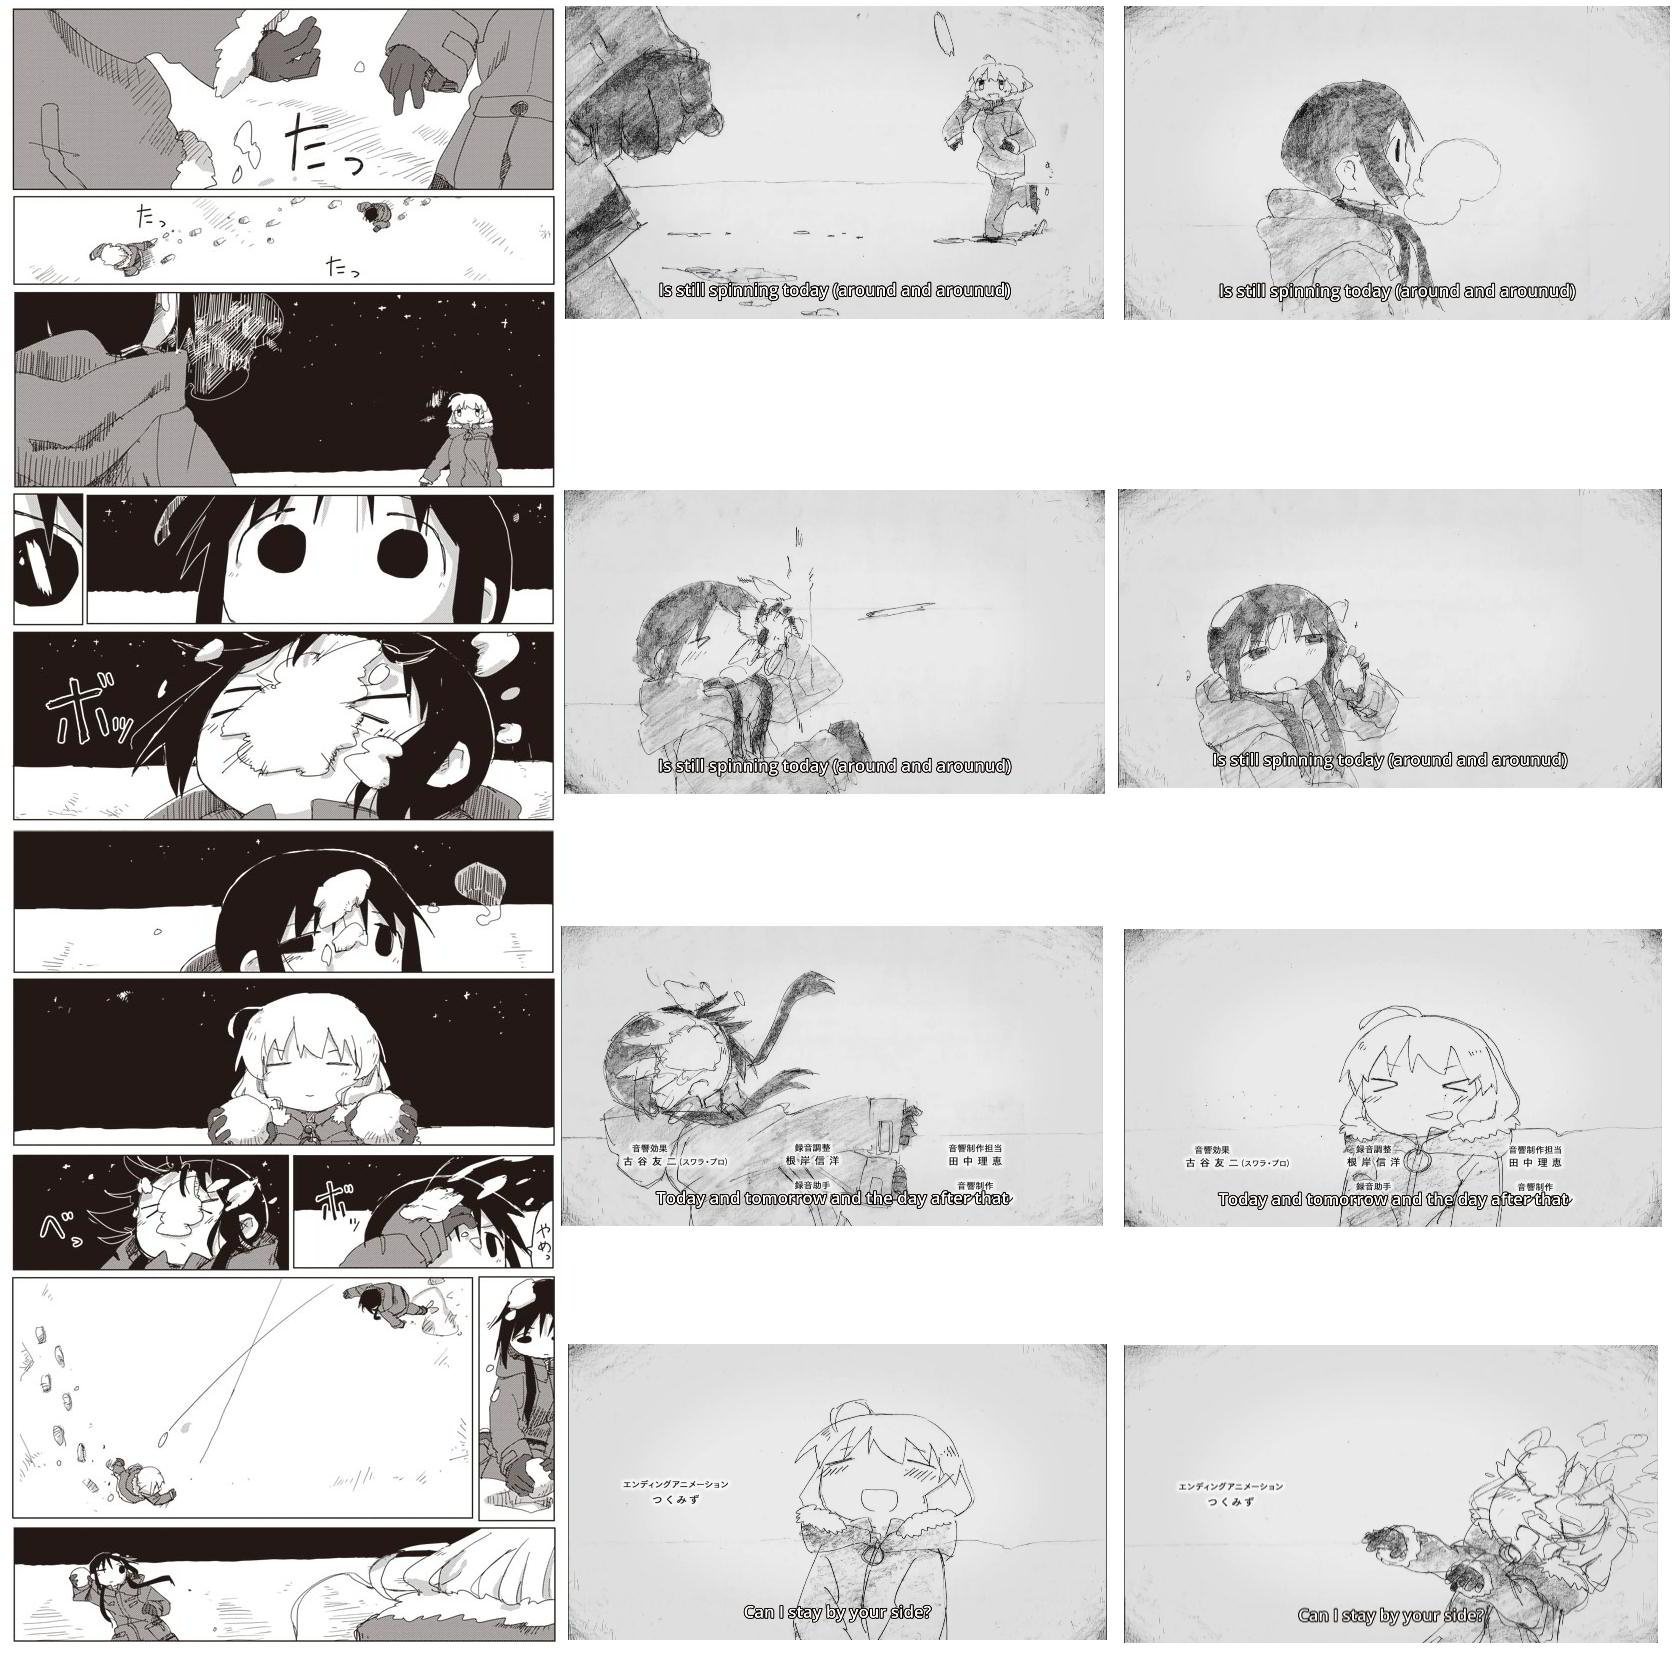 たっ
Is still spinning today (around and arounud)
Is still spinning today (around and arounud)
たっ
たっ
ボッ
Is still spinning today (around and arounud)
Is still spinning today (around and arounud)
音響効果
古谷友二(スワラ・プロ)
録音調整
根岸信洋
録音助手
音響制作担当
田中理恵
音響制作
Today and tomorrow and the day after that
音響効果
古谷友二(スワラ・プロ)
録音調整
根岸信洋
録音助手
音響制作担当
田中理恵
音響制作
Today and tomorrow and the day after that
べっ
ボッ
やめっ
エンディングアニメーション
つくみず
Can I stay by your side?
エンディングアニメーション
つくみず
Can I stay by your side?